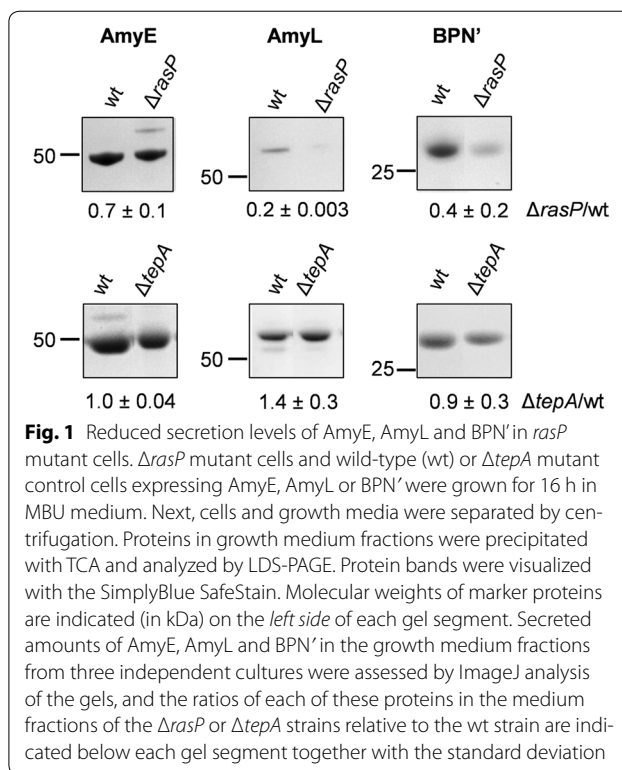 AmyE AmyL BPN'
wt ΔrasP wt ΔrasP wt ΔrasP
50 50 25
0.7 ± 0.1 0.2 ± 0.003 0.4 ± 0.2 ΔrasP/wt
wt ΔtepA wt ΔtepA wt ΔtepA
50 50 25
1.0 ± 0.04 1.4 ± 0.3 0.9 ± 0.3 ΔtepA/wt
Fig. 1 Reduced secretion levels of AmyE, AmyL and BPN′ in rasP
mutant cells. ΔrasP mutant cells and wild-type (wt) or ΔtepA mutant
control cells expressing AmyE, AmyL or BPN′ were grown for 16 h in
MBU medium. Next, cells and growth media were separated by cen-
trifugation. Proteins in growth medium fractions were precipitated
with TCA and analyzed by LDS-PAGE. Protein bands were visualized
with the SimplyBlue SafeStain. Molecular weights of marker proteins
are indicated (in kDa) on the left side of each gel segment. Secreted
amounts of AmyE, AmyL and BPN′ in the growth medium fractions
from three independent cultures were assessed by ImageJ analysis
of the gels, and the ratios of each of these proteins in the medium
fractions of the ΔrasP or ΔtepA strains relative to the wt strain are indi-
cated below each gel segment together with the standard deviation